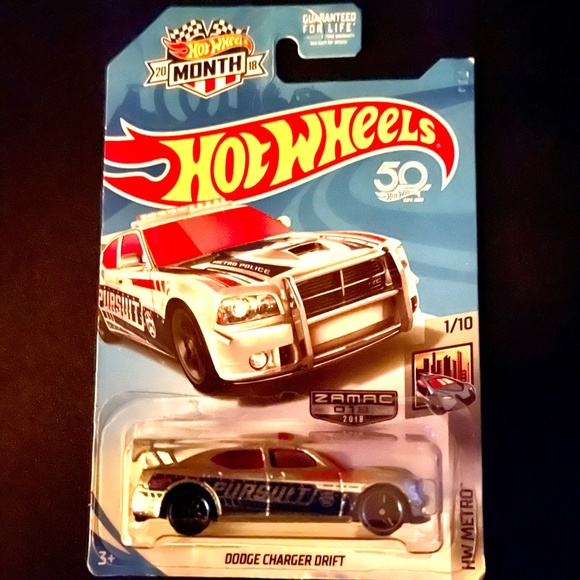 GUARANTEED
FOR LIFE
HOT WHEELS
20 MONTH 18
HOT WHEELS
50
METRO POLICE
PURSUIT
1/10
ZAMAC
018
2018
PURSUIT
HW METRO
3+
DODGE CHARGER DRIFT